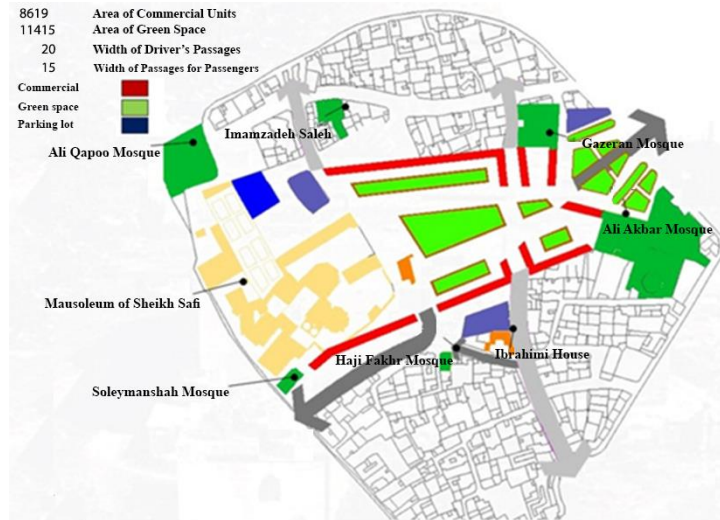 8619 Area of Commercial Units
11415 Area of Green Space
20 Width of Driver's Passages
15 Width of Passages for Passengers
Commercial
Green space
Parking lot
Imamzadeh Saleh
Gazeran Mosque
Ali Qapoo Mosque
Ali Akbar Mosque
Mausoleum of Sheikh Safi
Haji Fakhr Mosque
Ibrahimi House
Soleymanshah Mosque